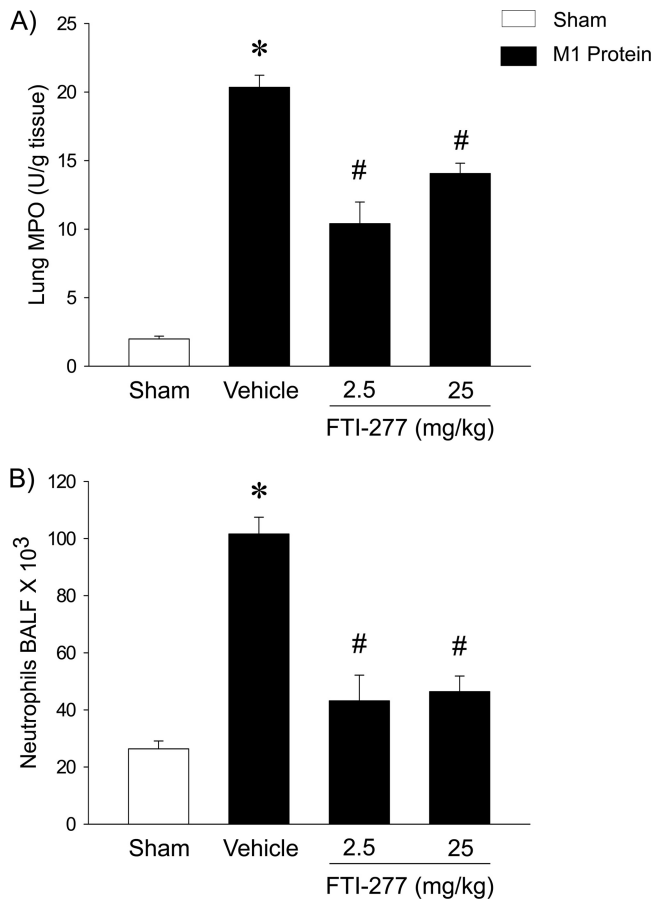 A)
Sham
M1 Protein
Lung MPO (U/g tissue)
25
20
15
10
5
0
*
#
#
Sham Vehicle 2.5 25
FTI-277 (mg/kg)
B)
Neutrophils BALF X 10³
120
100
80
60
40
20
0
*
#
#
Sham Vehicle 2.5 25
FTI-277 (mg/kg)